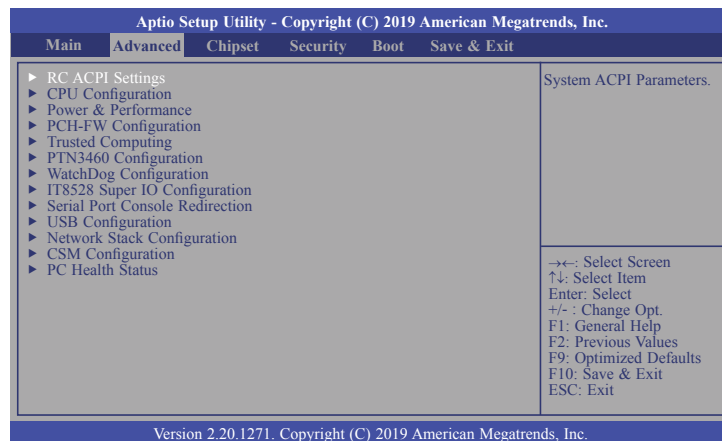 Aptio Setup Utility - Copyright (C) 2019 American Megatrends, Inc.
Main Advanced Chipset Security Boot Save & Exit
► RC ACPI Settings
► CPU Configuration
► Power & Performance
► PCH-FW Configuration
► Trusted Computing
► PTN3460 Configuration
► WatchDog Configuration
► IT8528 Super IO Configuration
► Serial Port Console Redirection
► USB Configuration
► Network Stack Configuration
► CSM Configuration
► PC Health Status
System ACPI Parameters.
→←: Select Screen
↑↓: Select Item
Enter: Select
+/- : Change Opt.
F1: General Help
F2: Previous Values
F9: Optimized Defaults
F10: Save & Exit
ESC: Exit
Version 2.20.1271. Copyright (C) 2019 American Megatrends, Inc.